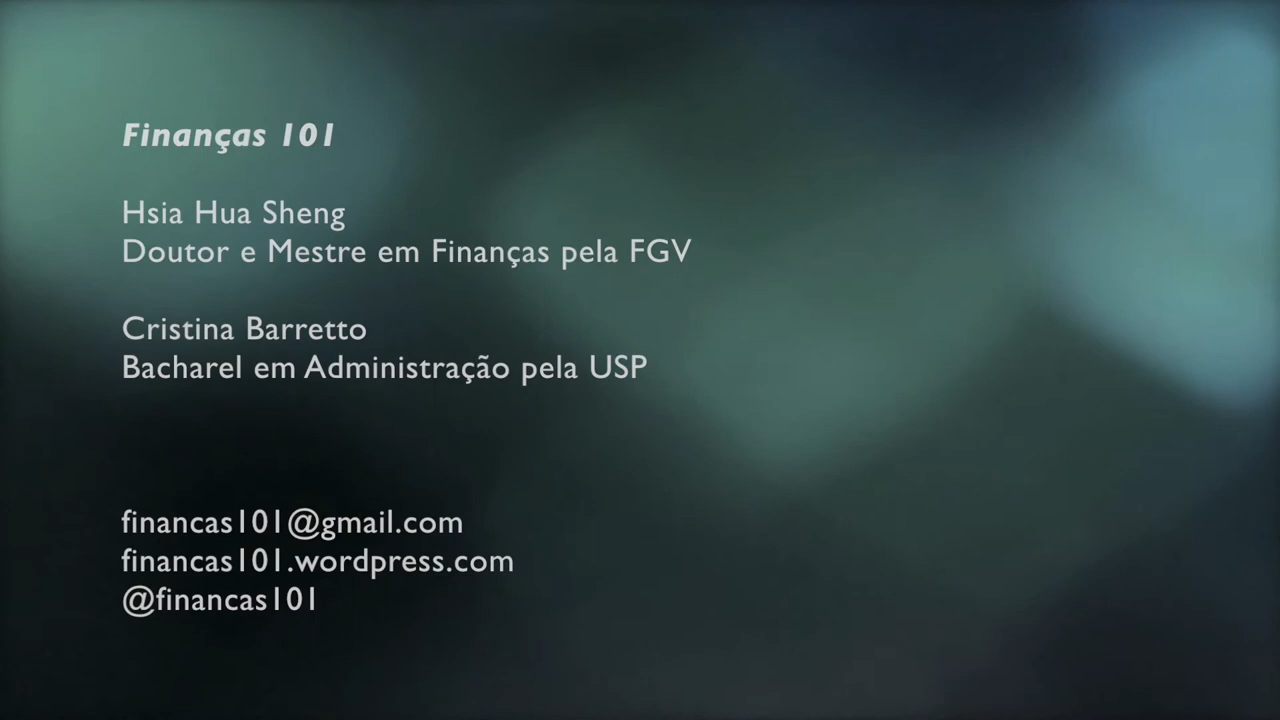 Finanças 101
Hsia Hua Sheng
Doutor e Mestre em Finanças pela FGV
Cristina Barretto
Bacharel em Administração pela USP
financas101@gmail.com
financas101.wordpress.com
@financas101